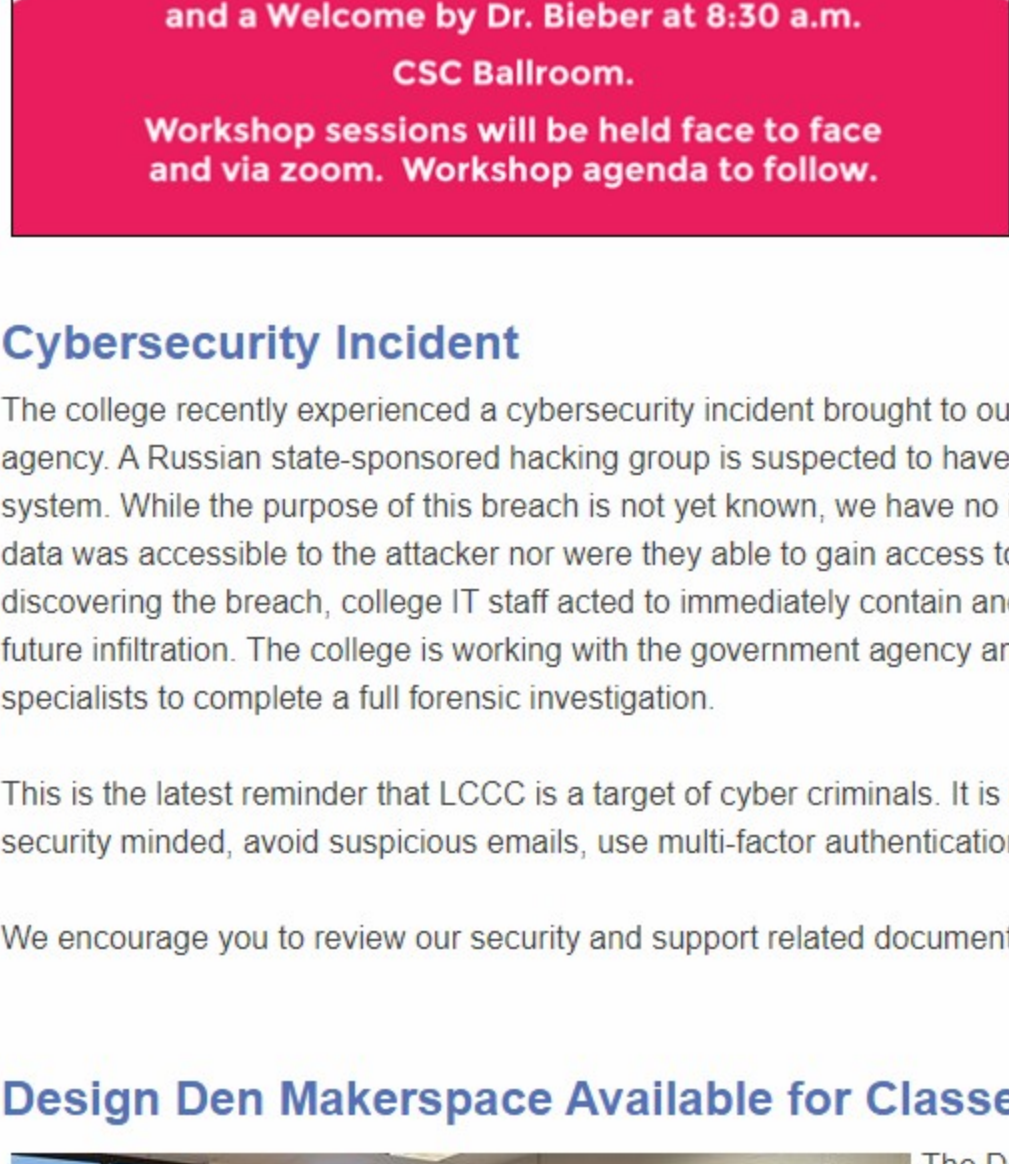 and a Welcome by Dr. Bieber at 8:30 a.m.
CSC Ballroom.
Workshop sessions will be held face to face
and via zoom. Workshop agenda to follow.
Cybersecurity Incident
The college recently experienced a cybersecurity incident brought to ou
agency. A Russian state-sponsored hacking group is suspected to have
system. While the purpose of this breach is not yet known, we have no
data was accessible to the attacker nor were they able to gain access to
discovering the breach, college IT staff acted to immediately contain and
future infiltration. The college is working with the government agency an
specialists to complete a full forensic investigation.
This is the latest reminder that LCCC is a target of cyber criminals. It is
security minded, avoid suspicious emails, use multi-factor authentication
We encourage you to review our security and support related document
Design Den Makerspace Available for Classe
The D